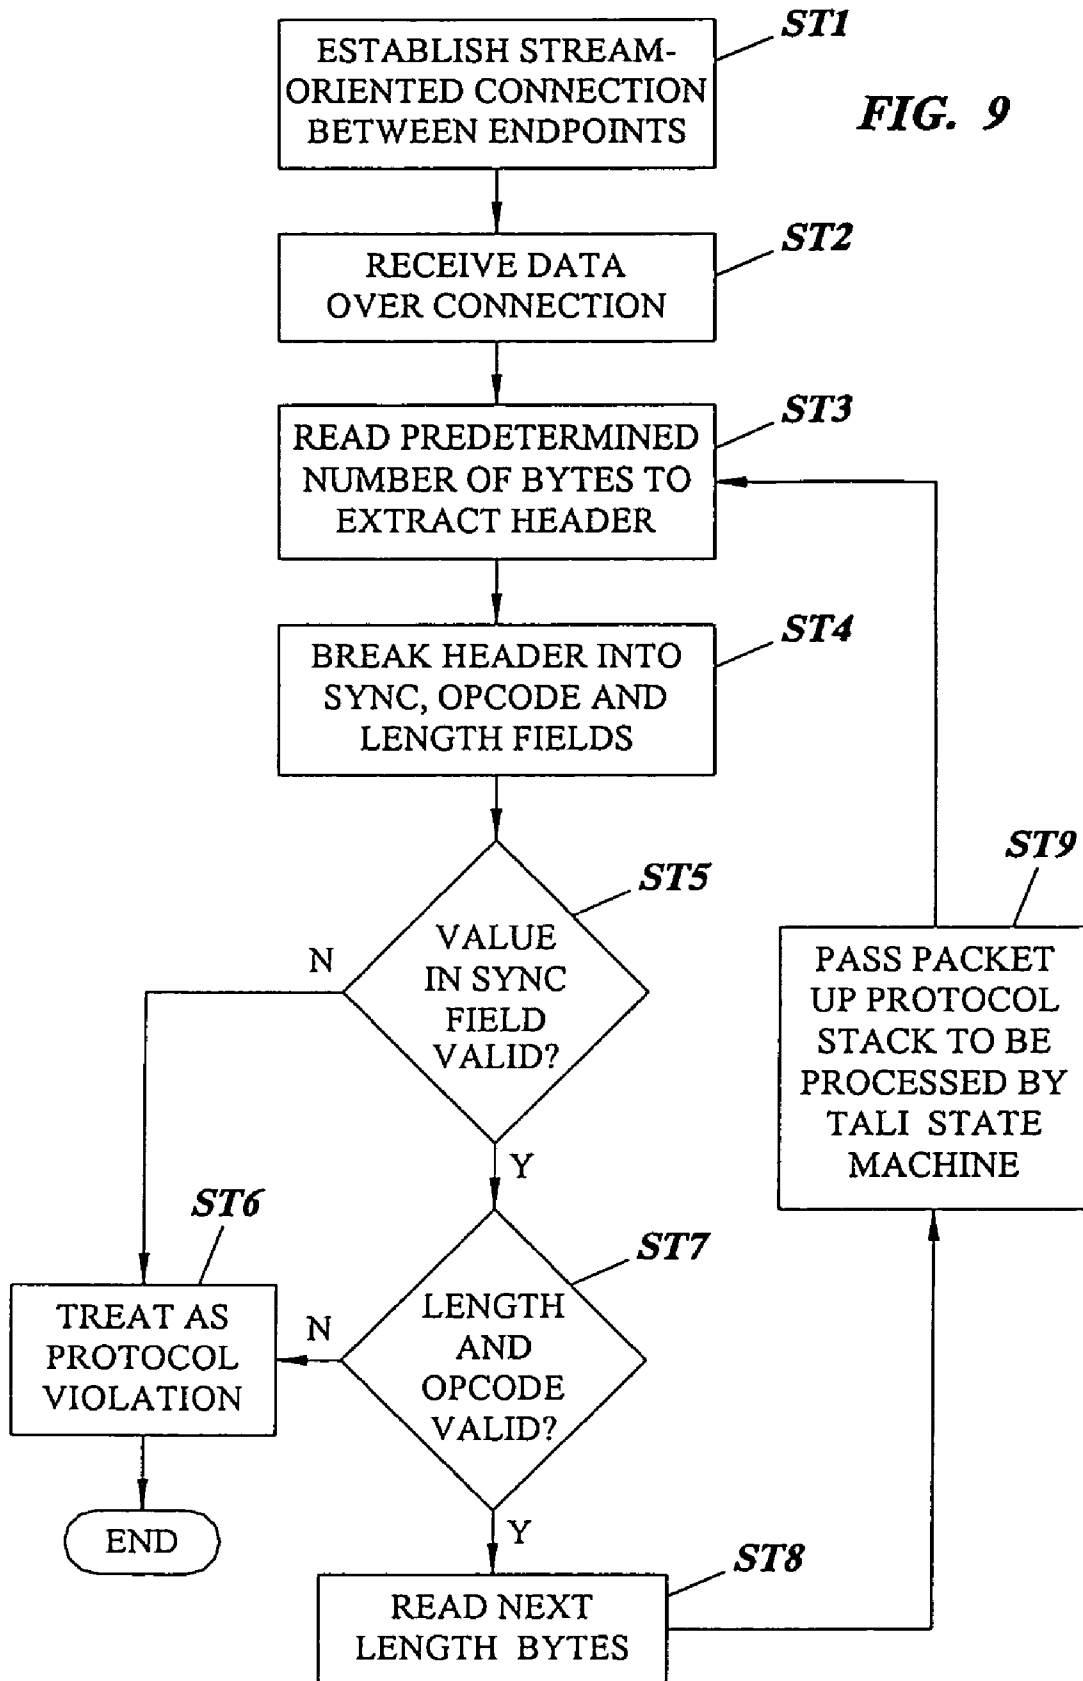 ST1
ESTABLISH STREAM-
ORIENTED CONNECTION
BETWEEN ENDPOINTS
FIG. 9
ST2
RECEIVE DATA
OVER CONNECTION
ST3
READ PREDETERMINED
NUMBER OF BYTES TO
EXTRACT HEADER
ST4
BREAK HEADER INTO
SYNC, OPCODE AND
LENGTH FIELDS
ST5
VALUE
IN SYNC
FIELD
VALID?
N
Y
ST6
TREAT AS
PROTOCOL
VIOLATION
END
ST7
LENGTH
AND
OPCODE
VALID?
N
Y
ST8
READ NEXT
LENGTH BYTES
ST9
PASS PACKET
UP PROTOCOL
STACK TO BE
PROCESSED BY
TALI STATE
MACHINE